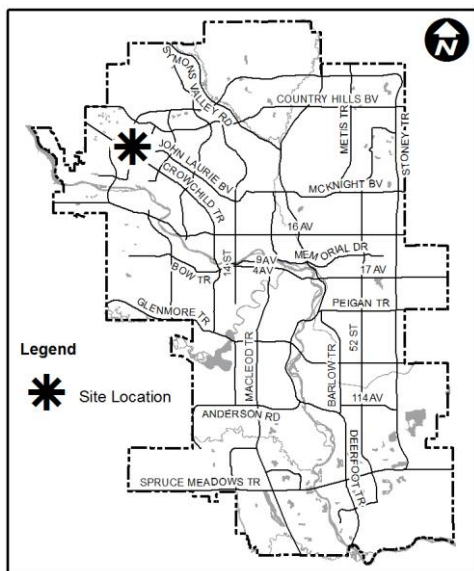 N
SYMONS VALLEY RD
COUNTRY HILLS BV
METIS TR
STONEY TR
JOHN LAURIE BV
CROWCHILD TR
MCKNIGHT BV
16 AV
14 ST
9 AV
4 AV
MEMORIAL DR
17 AV
BOW TR
PEIGAN TR
GLENMORE TR
Legend
Site Location
MACLEOD TR
BARLOW TR
52 ST
114 AV
ANDERSON RD
DEERFOOT TR
SPRUCE MEADOWS TR